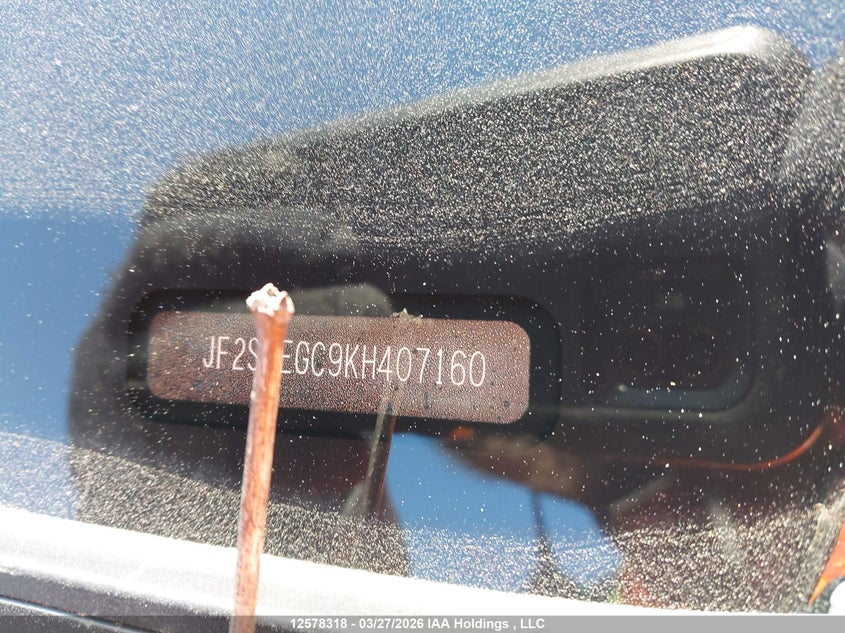 JF2S EGC9KH407160
12578318 - 03/27/2026 IAA Holdings , LLC